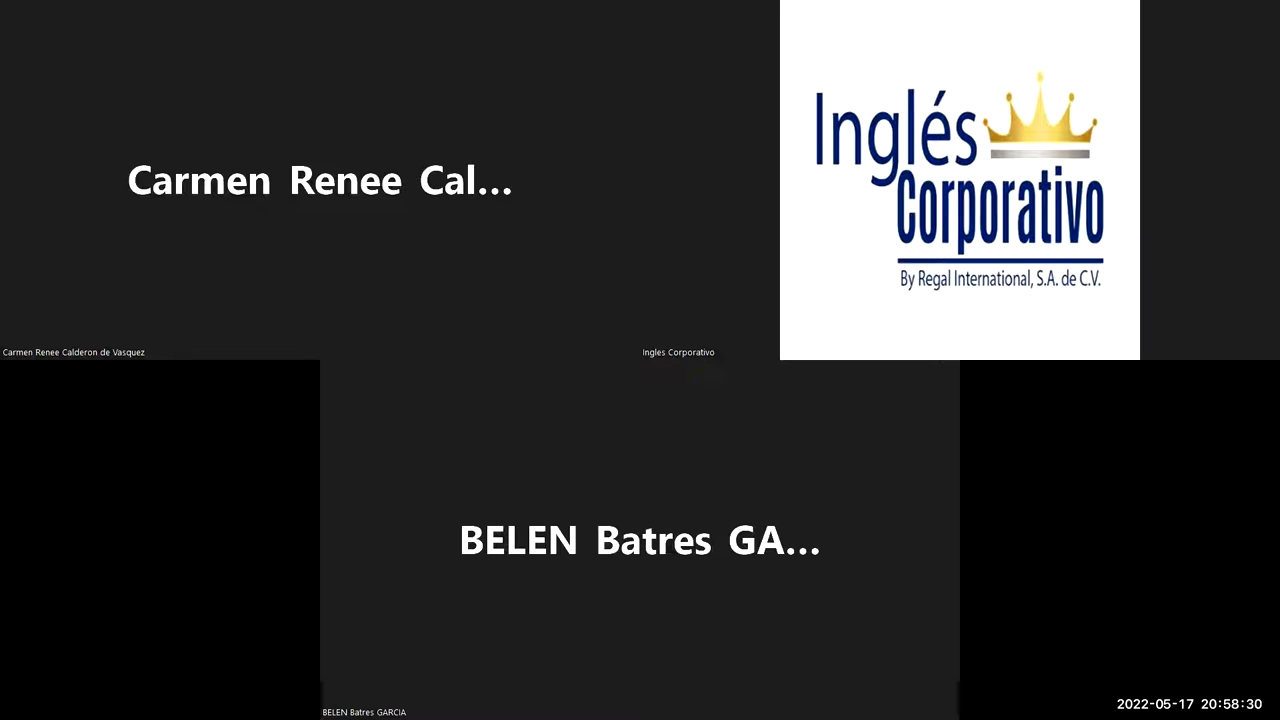 Carmen Renee Cal...
Inglés
Corporativo
By Regal International, S.A. de C.V.
Carmen Renee Calderon de Vasquez
Ingles Corporativo
BELEN Batres GA...
BELEN Batres GARCIA
2022-05-17 20:58:30